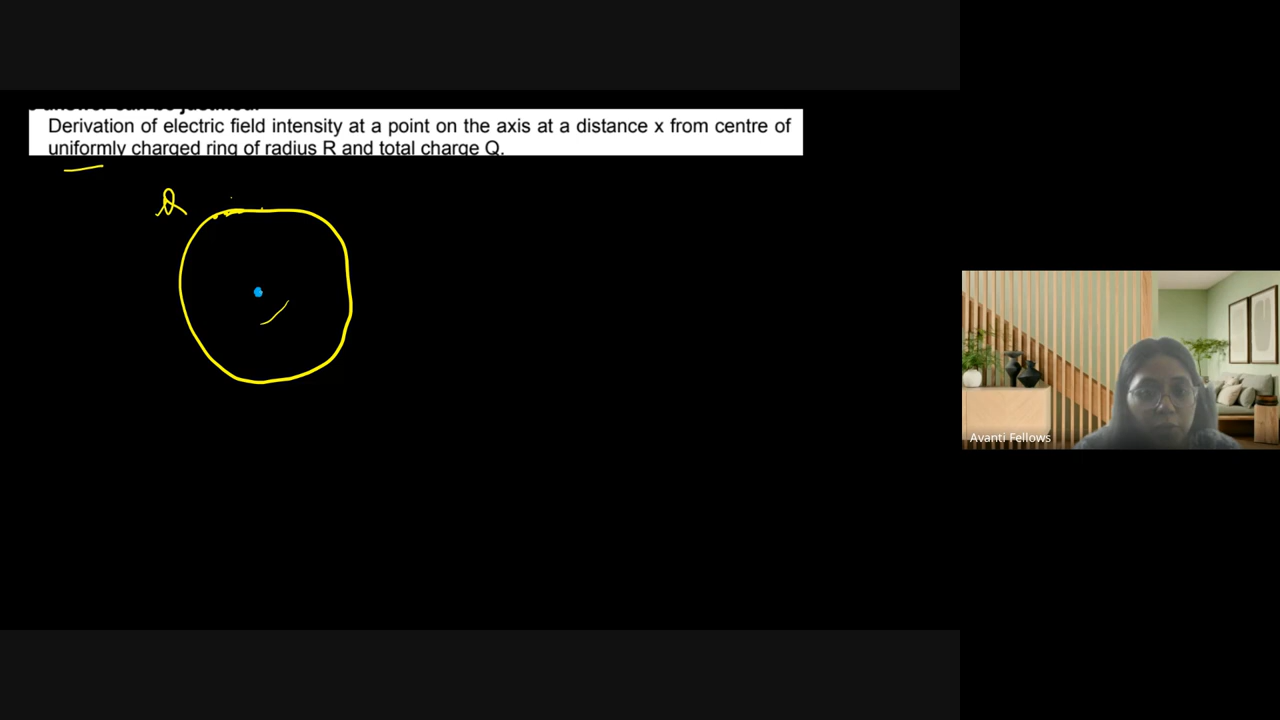 Derivation of electric field intensity at a point on the axis at a distance x from centre of
uniformly charged ring of radius R and total charge Q.
Avanti Fellows